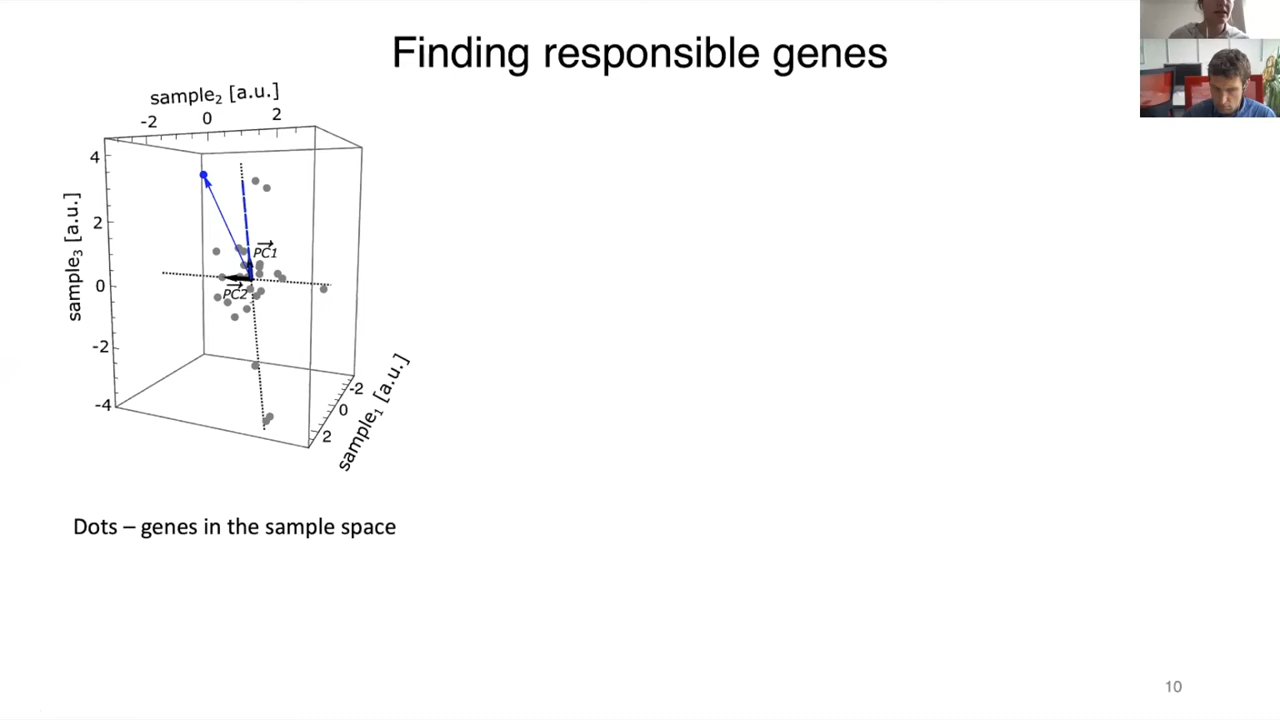 Finding responsible genes
sample₂ [a.u.]
-2 0 2
4
2
0
-2
-4
sample₃ [a.u.]
PC1
PC2
-2
0
2
sample₁ [a.u.]
Dots – genes in the sample space
10